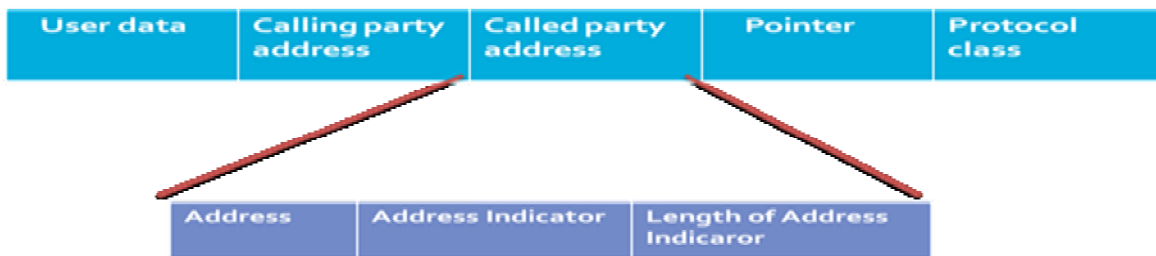 User data
Calling party
address
Called party
address
Pointer
Protocol
class
Address
Address Indicator
Length of Address
Indicaror